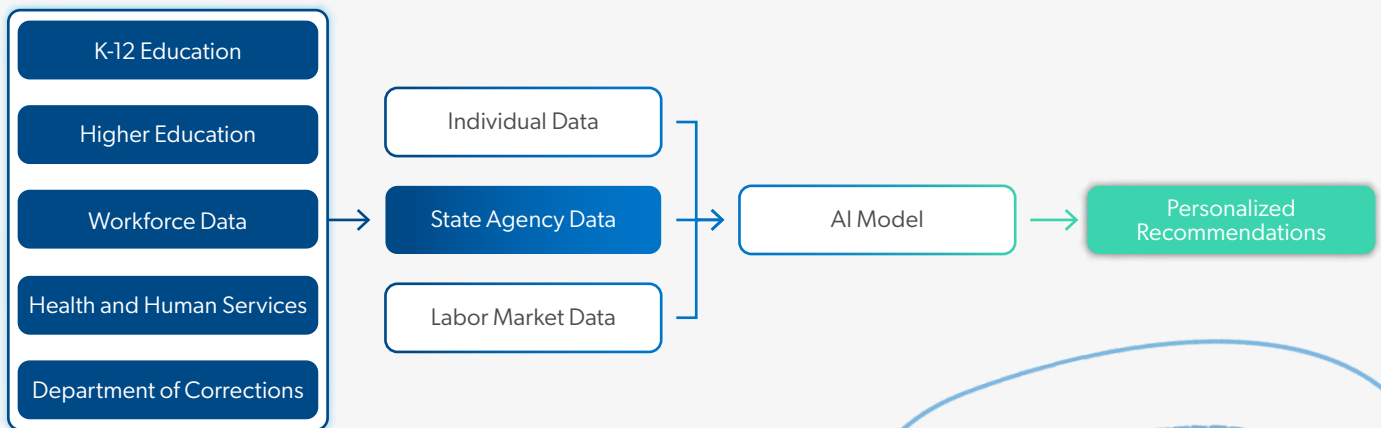 K-12 Education
Higher Education
Workforce Data
Health and Human Services
Department of Corrections
Individual Data
State Agency Data
Labor Market Data
AI Model
Personalized
Recommendations